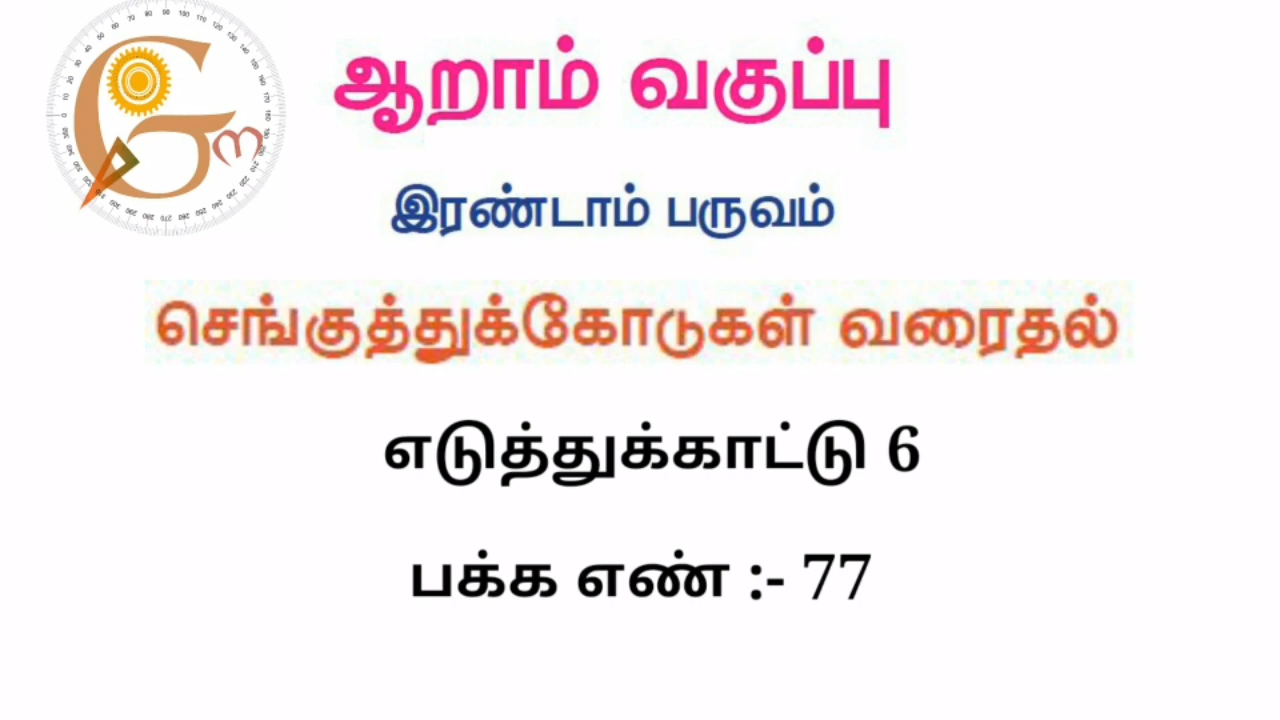 ஆறாம் வகுப்பு
இரண்டாம் பருவம்
செங்குத்துக்கோடுகள் வரைதல்
எடுத்துக்காட்டு 6
பக்க எண் :- 77